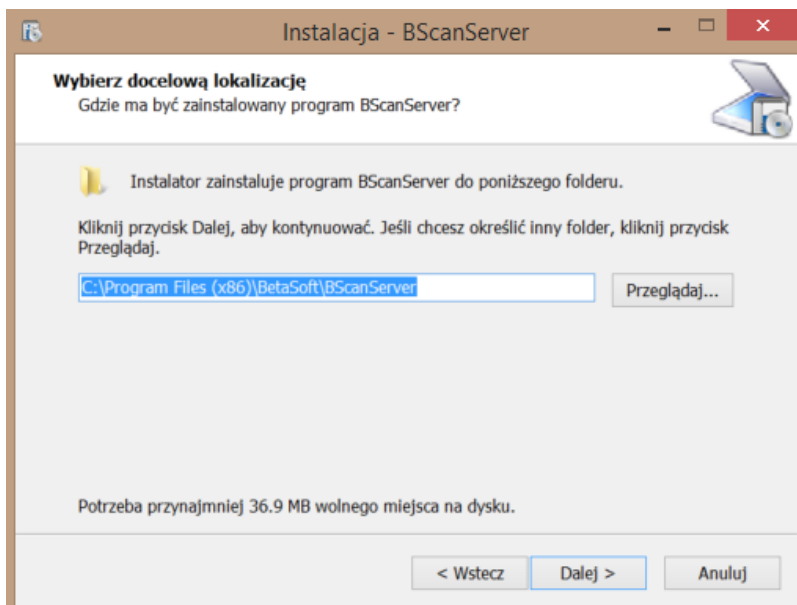 Instalacja - BScanServer
Wybierz docelową lokalizację
Gdzie ma być zainstalowany program BScanServer?
Instalator zainstaluje program BScanServer do poniższego folderu.
Kliknij przycisk Dalej, aby kontynuować. Jeśli chcesz określić inny folder, kliknij przycisk
Przeglądaj.
C:\Program Files (x86)\BetaSoft\BScanServer
Przeglądaj...
Potrzeba przynajmniej 36.9 MB wolnego miejsca na dysku.
< Wstecz
Dalej >
Anuluj